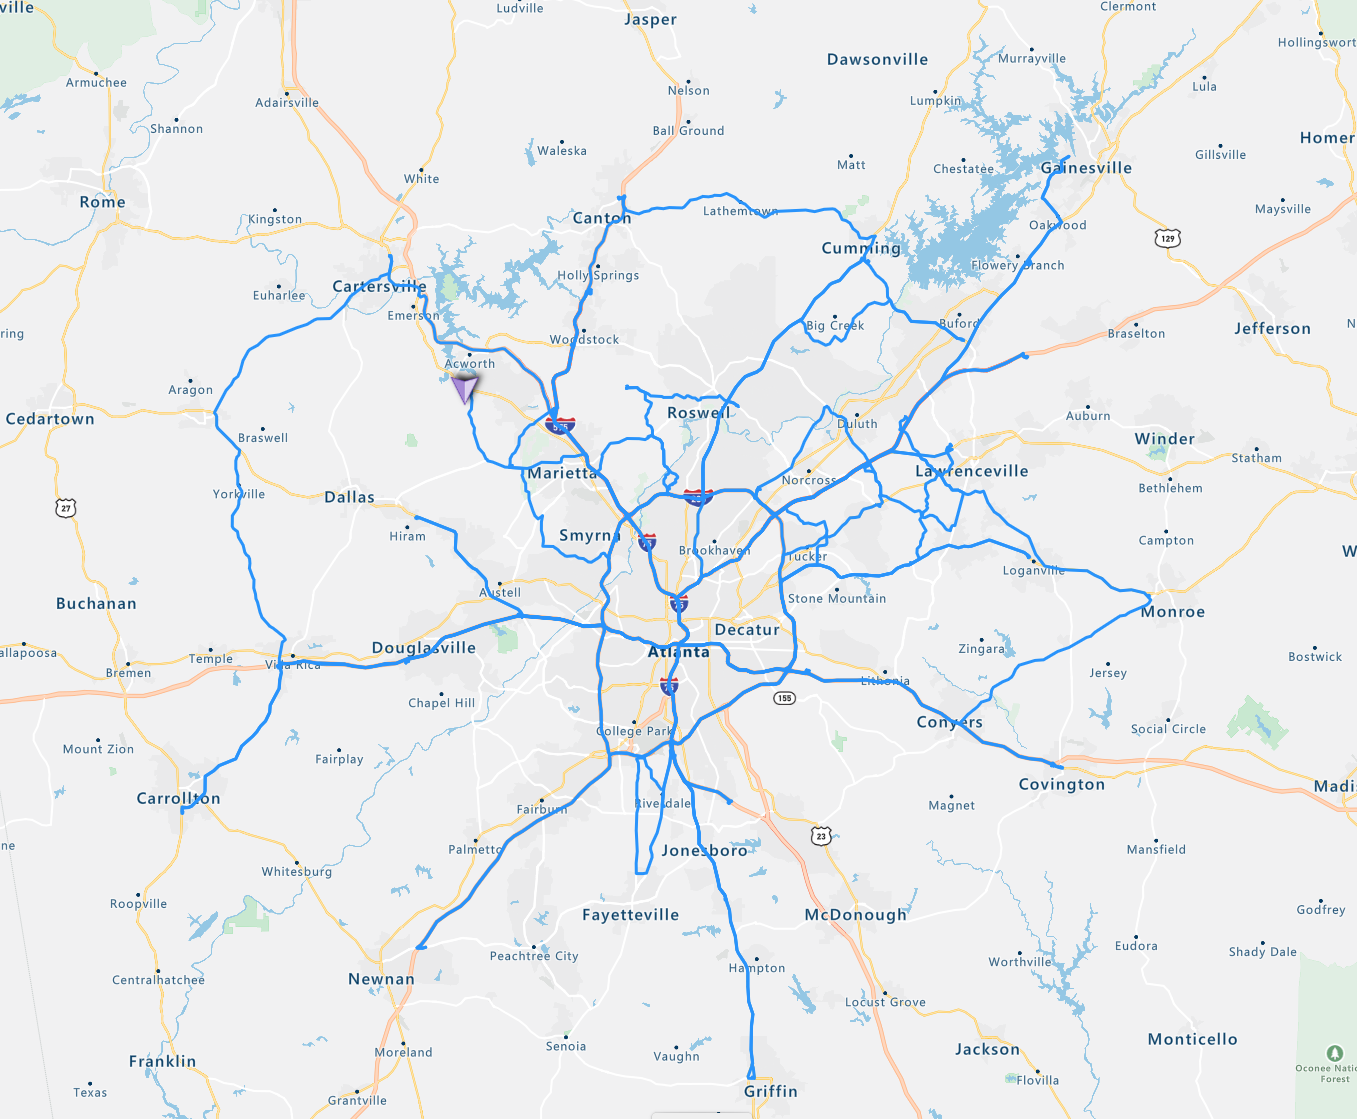 ville
Ludville
Clermont
Jasper
Hollingswort
Dawsonville
Murrayville
Armuchee
Nelson
Lula
Adairsville
Lumpkin
Shannon
Ball Ground
Homer
Waleska
Matt
Chestatee
Gillsville
Gainesville
White
Rome
Maysville
Kingston
Canton
Lathemtown
Oakwood
129
Cumming
Flowery Branch
Holly Springs
Cartersville
Euharlee
Emerson
Big Creek
Buford
Jefferson
ring
Woodstock
Braselton
Acworth
Aragon
Roswell
Cedartown
Auburn
Duluth
Braswell
Winder
Statham
Marietta
Norcross
Lawrenceville
Bethlehem
Yorkville
Dallas
27
Hiram
Smyrna
75
Brookhaven
Tucker
Campton
W
Loganville
Austell
Stone Mountain
Buchanan
75
Monroe
Decatur
allapoosa
Temple
Villa Rica
Douglasville
Atlanta
Zingara
Bostwick
Bremen
Jersey
Lithonia
75
155
Chapel Hill
Conyers
Social Circle
College Park
Mount Zion
Fairplay
Covington
Madis
Carrollton
Fairburn
Riverdale
Magnet
23
ne
Palmetto
Jonesboro
Mansfield
Whitesburg
Roopville
Fayetteville
McDonough
Godfrey
Eudora
Shady Dale
Peachtree City
Hampton
Worthville
Centralhatchee
Newnan
Locust Grove
Senoia
Vaughn
Jackson
Monticello
Moreland
Franklin
Oconee Natio
Forest
Texas
Grantville
Griffin
Flovilla